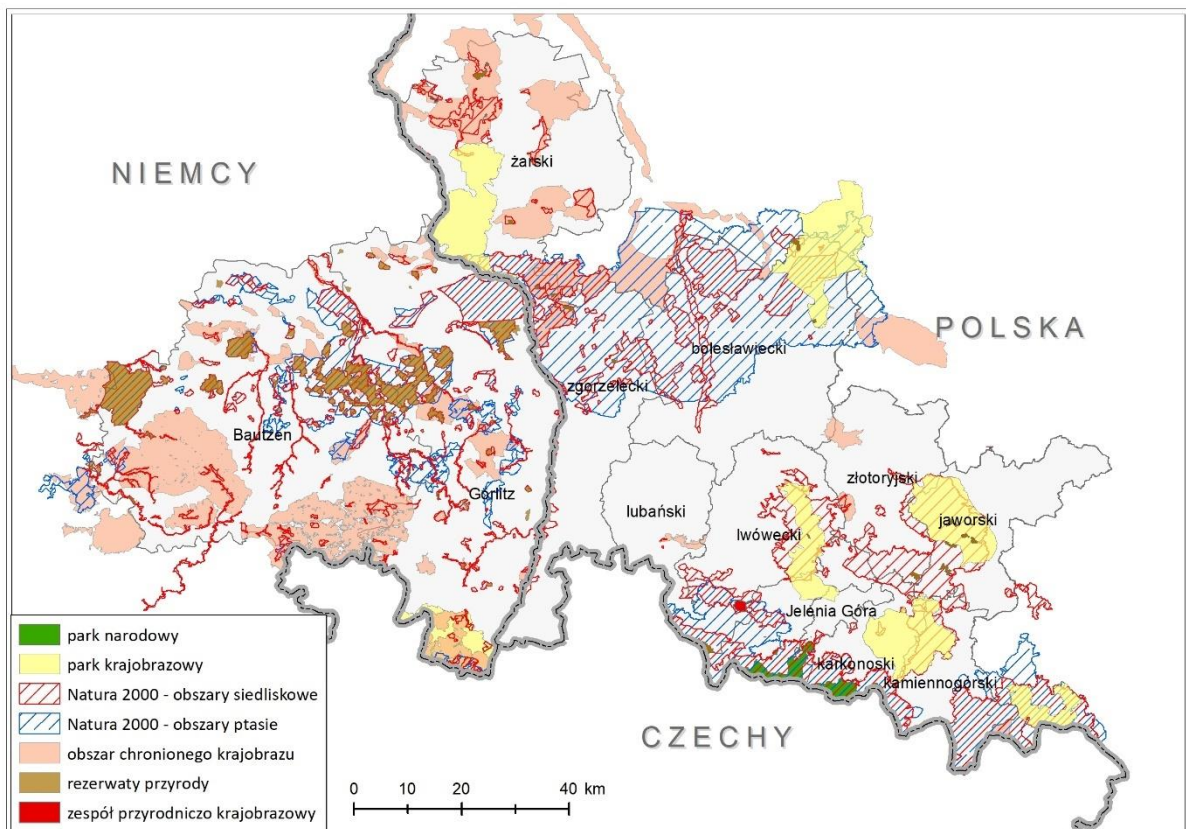 żarski
NIEMCY
POLSKA
bolesławiecki
zgorzelecki
Bautzen
Görlitz
złotoryjski
lubański
jaworski
lwówecki
Jelenia Góra
karkonoski
kamiennogórski
CZECHY
park narodowy
park krajobrazowy
Natura 2000 - obszary siedliskowe
Natura 2000 - obszary ptasie
obszar chronionego krajobrazu
rezerwaty przyrody
zespół przyrodniczo krajobrazowy
0 10 20 40 km